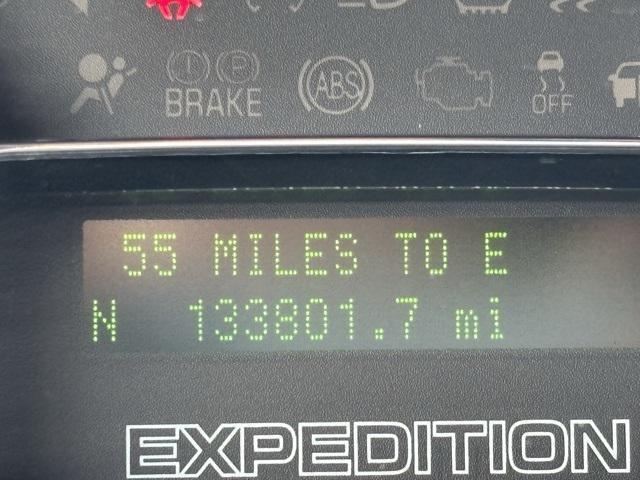 BRAKE
ABS
OFF
55 MILES TO E
N 133801.7 mi
EXPEDITION